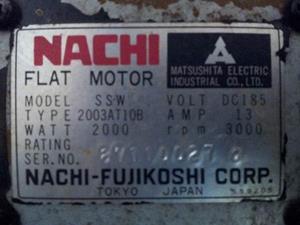 NACHI
MATSUSHITA ELECTRIC
INDUSTRIAL CO., LTD.
FLAT MOTOR
MODEL SSW VOLT DC185
TYPE 2003AT10B AMP 13
WATT 2000 rpm 3000
RATING
SER.NO.
NACHI-FUJIKOSHI CORP.
TOKYO JAPAN